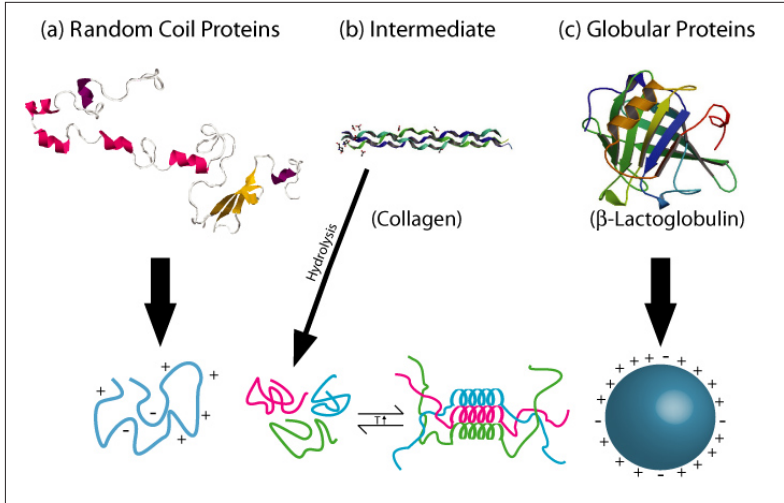 (a) Random Coil Proteins
(b) Intermediate
(c) Globular Proteins
(Collagen)
(β-Lactoglobulin)
Hydrolysis
T↑
+ + + + + - - +
+ + + + + + + + + + + + + + + + + + + + - - - -